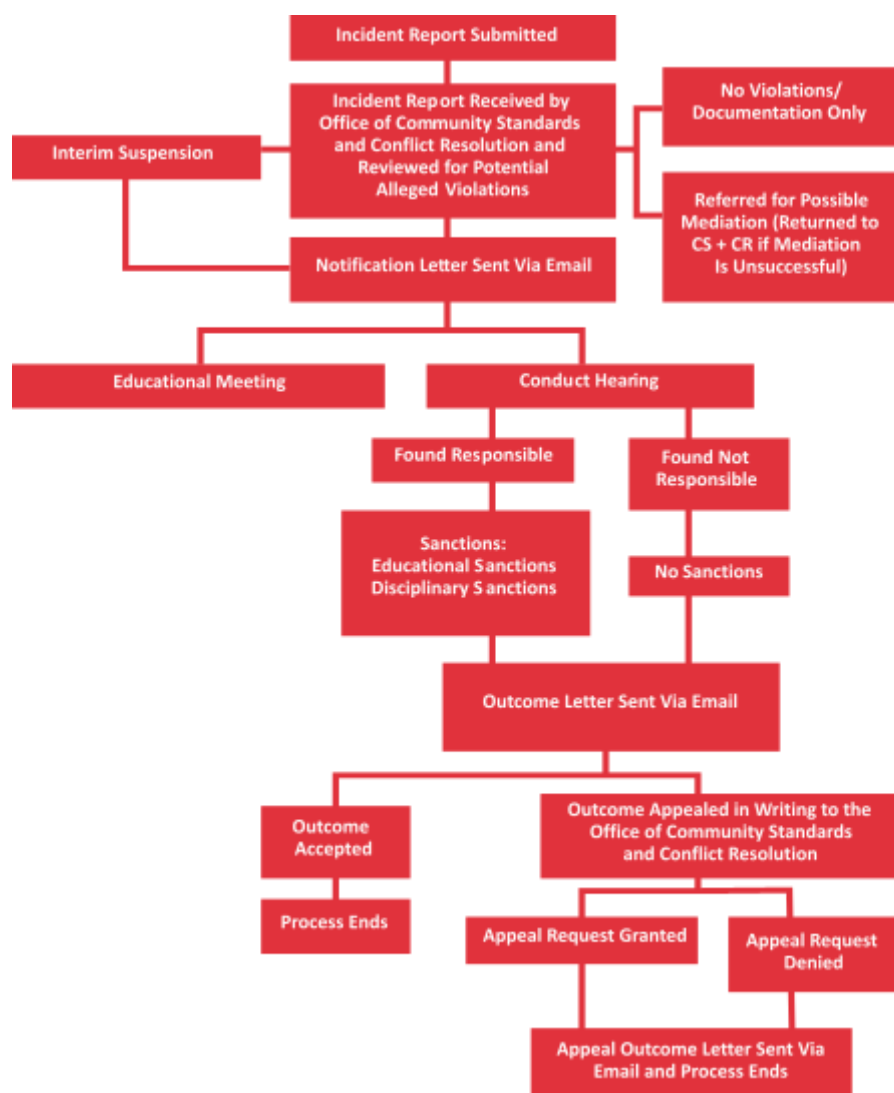 Incident Report Submitted
Incident Report Received by
Office of Community Standards
and Conflict Resolution and
Reviewed for Potential
Alleged Violations
No Violations/
Documentation Only
Interim Suspension
Referred for Possible
Mediation (Returned to
CS + CR if Mediation
Is Unsuccessful)
Notification Letter Sent Via Email
Educational Meeting
Conduct Hearing
Found Responsible
Found Not
Responsible
Sanctions:
Educational Sanctions
Disciplinary Sanctions
No Sanctions
Outcome Letter Sent Via Email
Outcome
Accepted
Outcome Appealed in Writing to the
Office of Community Standards
and Conflict Resolution
Process Ends
Appeal Request Granted
Appeal Request
Denied
Appeal Outcome Letter Sent Via
Email and Process Ends